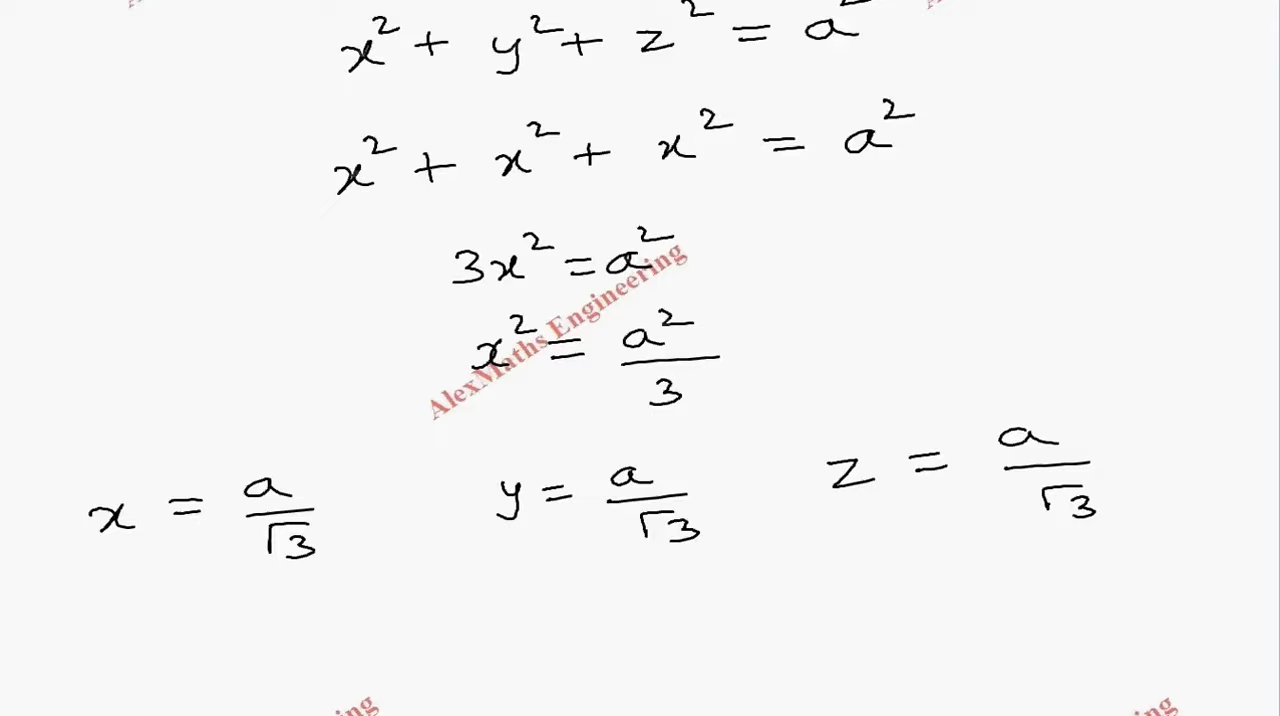 x² + y² + z² = a²
x² + x² + x² = a²
3x² = a²
x² = a²/3
AlexMaths Engineering
x = a/√3 y = a/√3 z = a/√3